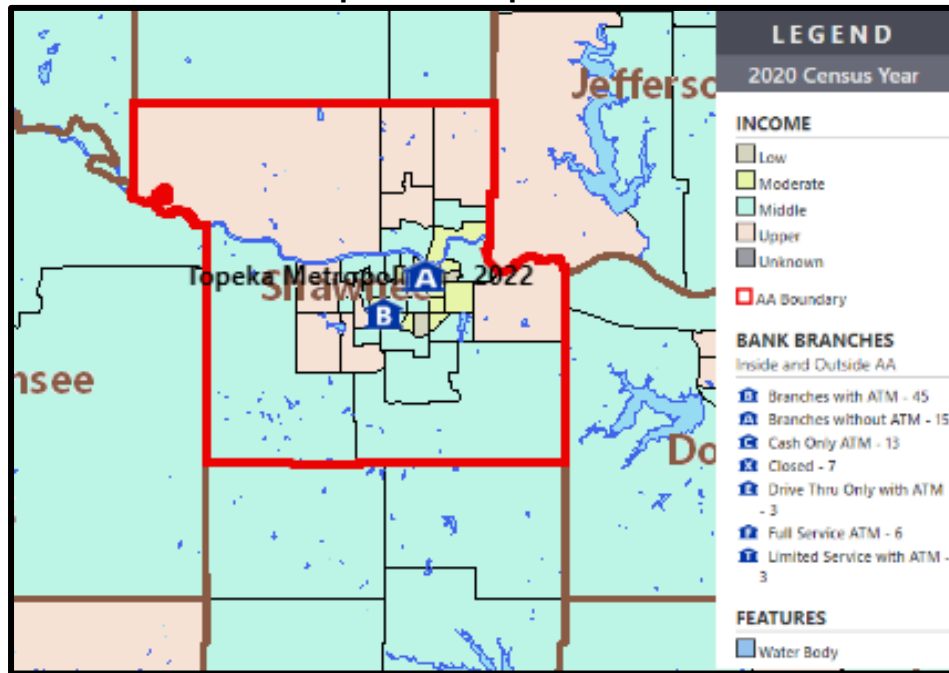 Jefferso
Topeka Metropoli 2022
Shawnee
A
B
nsee
Do
LEGEND
2020 Census Year
INCOME
Low
Moderate
Middle
Upper
Unknown
AA Boundary
BANK BRANCHES
Inside and Outside AA
B Branches with ATM - 45
A Branches without ATM - 15
C Cash Only ATM - 13
X Closed - 7
E Drive Thru Only with ATM
- 3
F Full Service ATM - 6
T Limited Service with ATM -
3
FEATURES
Water Body